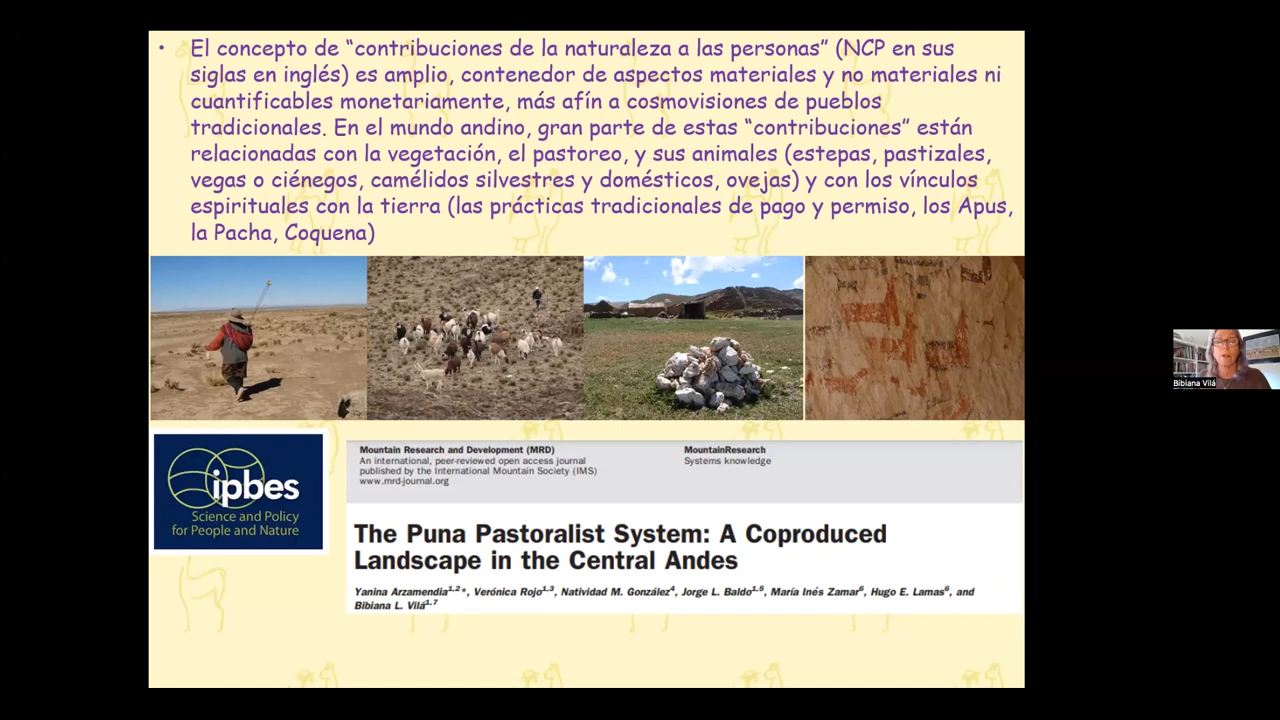 • El concepto de “contribuciones de la naturaleza a las personas” (NCP en sus
siglas en inglés) es amplio, contenedor de aspectos materiales y no materiales ni
cuantificables monetariamente, más afín a cosmovisiones de pueblos
tradicionales. En el mundo andino, gran parte de estas “contribuciones” están
relacionadas con la vegetación, el pastoreo, y sus animales (estepas, pastizales,
vegas o ciénegos, camélidos silvestres y domésticos, ovejas) y con los vínculos
espirituales con la tierra (las prácticas tradicionales de pago y permiso, los Apus,
la Pacha, Coquena)
Bibiana Vilá
ipbes
Science and Policy
for People and Nature
Mountain Research and Development (MRD)
An international, peer-reviewed open access journal
published by the International Mountain Society (IMS)
www.mrd-journal.org
MountainResearch
Systems knowledge
The Puna Pastoralist System: A Coproduced
Landscape in the Central Andes
Yanina Arzamendia1,2*, Verónica Rojo1,3, Natividad M. González4, Jorge L. Baldo1,5, María Inés Zamar6, Hugo E. Lamas6, and
Bibiana L. Vilá1,7